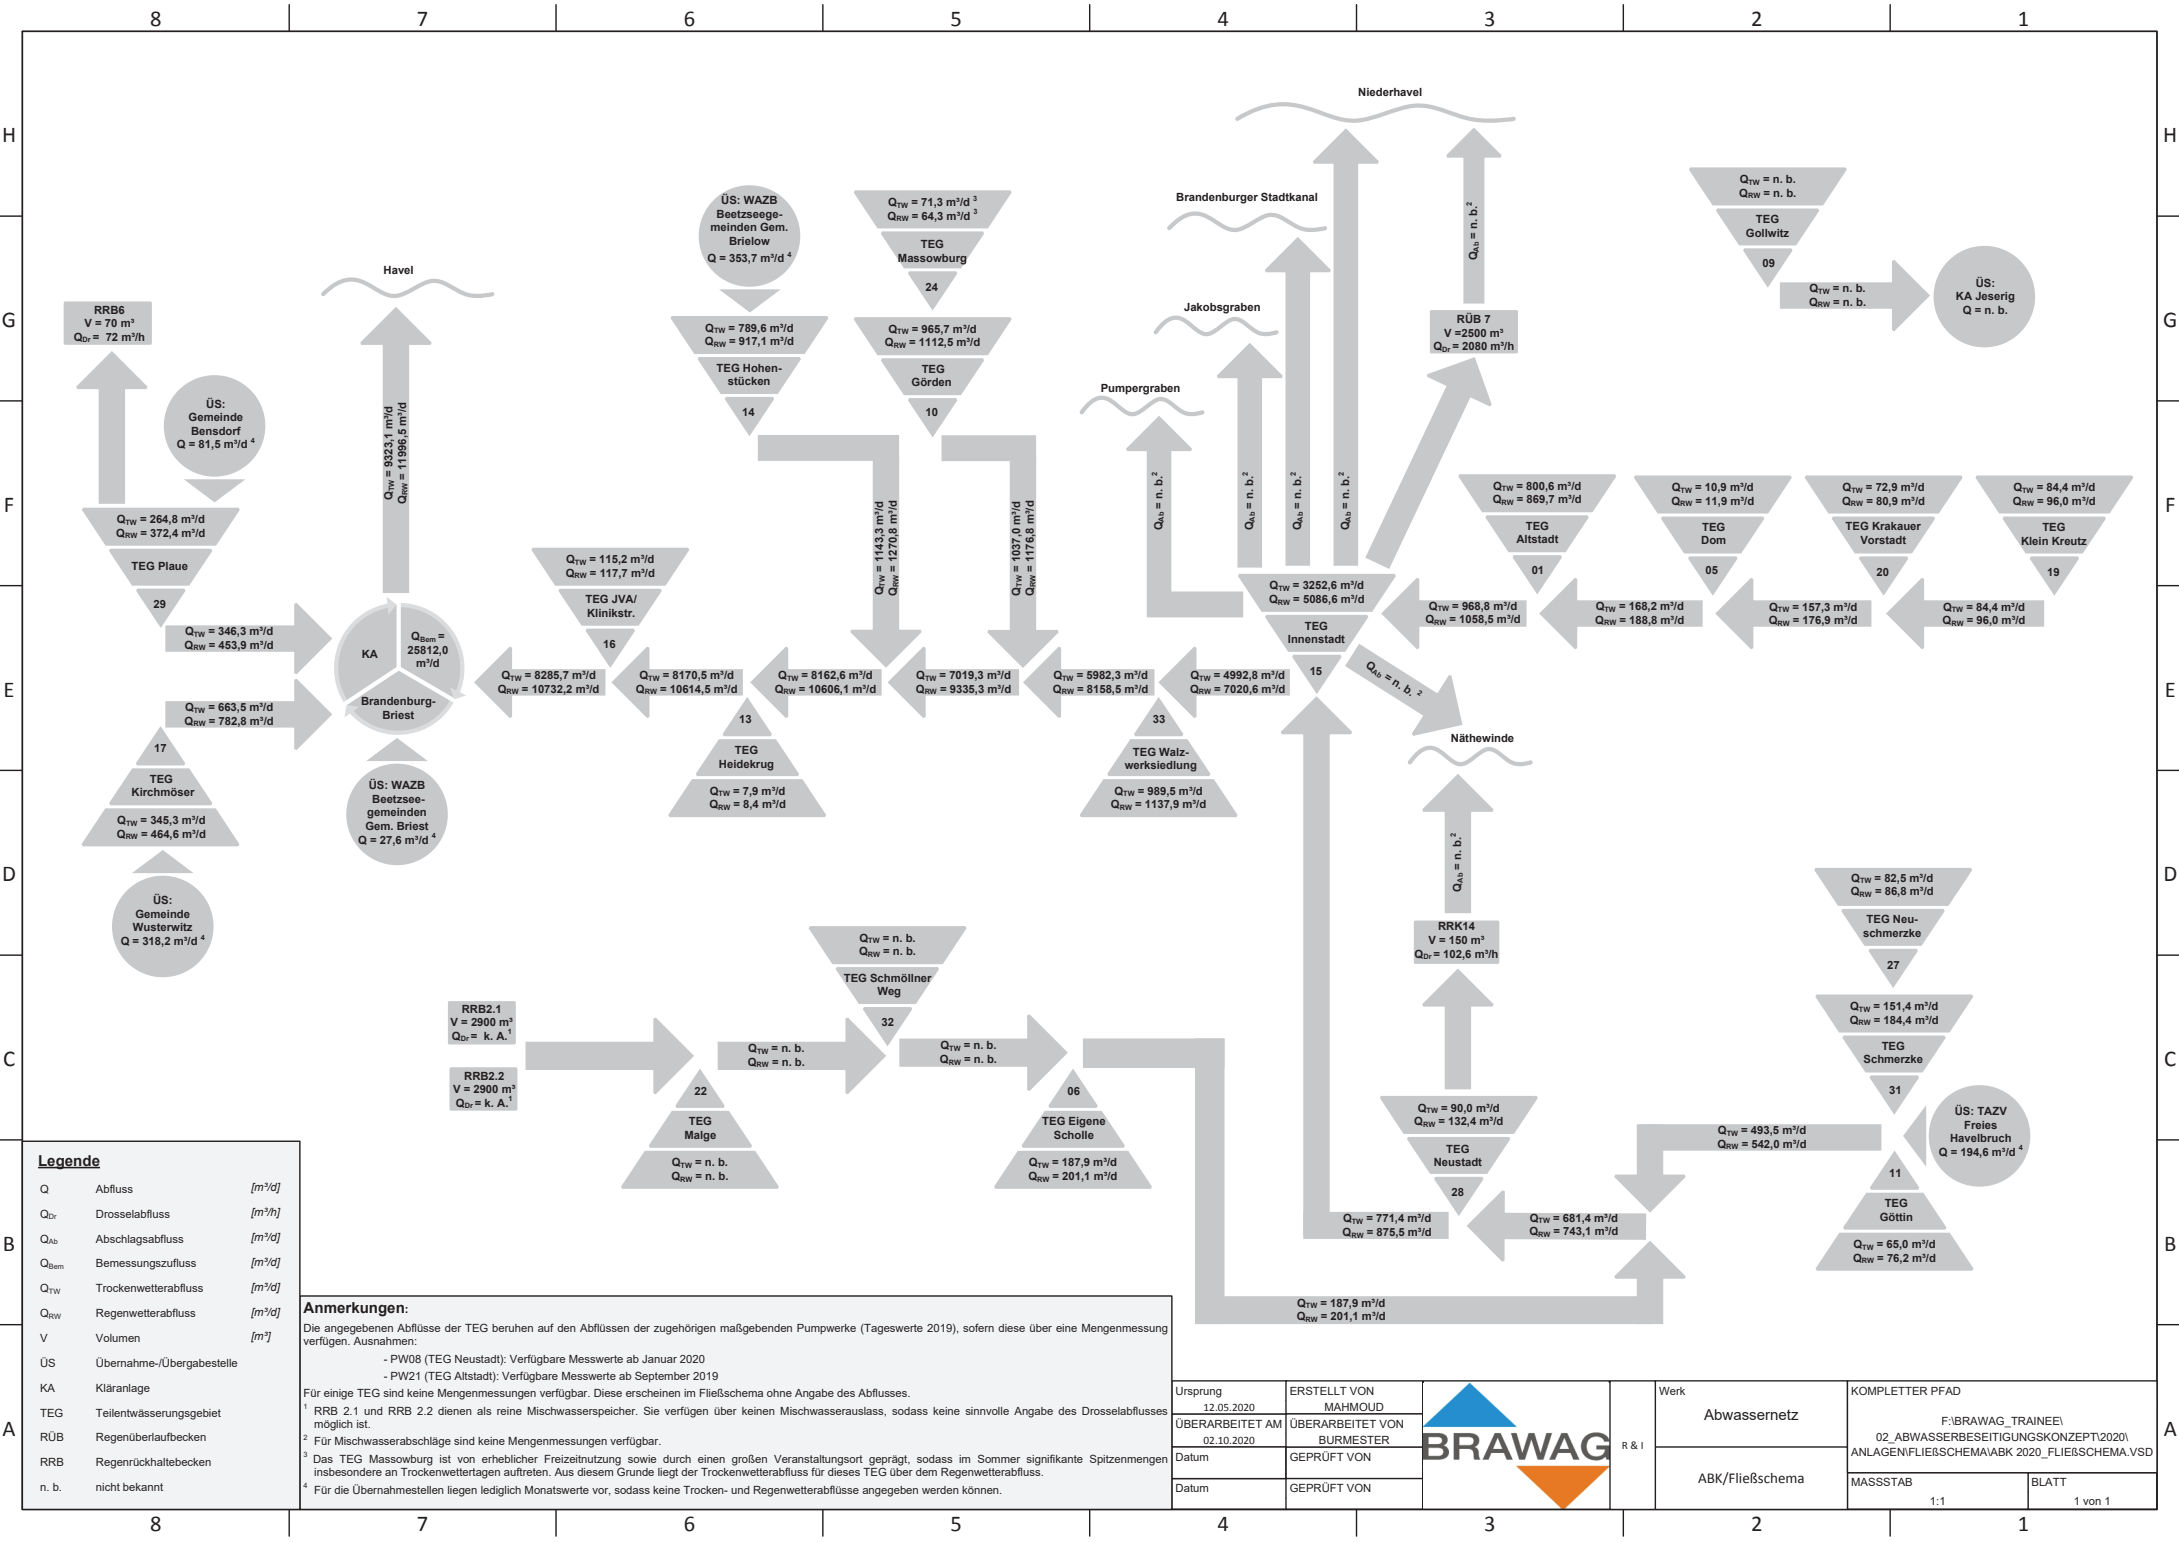 8 7 6 5 4 3 2 1
H
G
F
E
D
C
B
A
Niederhavel
Brandenburger Stadtkanal
Jakobsgraben
Pumpergraben
Havel
RRB6
V = 70 m³
QDr = 72 m³/h
ÜS:
Gemeinde
Bensdorf
Q = 81,5 m³/d 4
QTW = 264,8 m³/d
QRW = 372,4 m³/d
TEG Plaue
29
QTW = 346,3 m³/d
QRW = 453,9 m³/d
QTW = 663,5 m³/d
QRW = 782,8 m³/d
17
TEG
Kirchmöser
QTW = 345,3 m³/d
QRW = 464,6 m³/d
ÜS:
Gemeinde
Wusterwitz
Q = 318,2 m³/d 4
QTW = 9323,1 m³/d
QRW = 11996,5 m³/d
KA
QBem =
25812,0
m³/d
Brandenburg-
Briest
ÜS: WAZB
Beetzsee-
gemeinden
Gem. Briest
Q = 27,6 m³/d 4
ÜS: WAZB
Beetzseege-
meinden Gem.
Brielow
Q = 353,7 m³/d 4
QTW = 789,6 m³/d
QRW = 917,1 m³/d
TEG Hohen-
stücken
14
QTW = 1143,3 m³/d
QRW = 1270,8 m³/d
QTW = 71,3 m³/d 3
QRW = 64,3 m³/d 3
TEG
Massowburg
24
QTW = 965,7 m³/d
QRW = 1112,5 m³/d
TEG
Görden
10
QTW = 1037,0 m³/d
QRW = 1176,8 m³/d
QTW = 115,2 m³/d
QRW = 117,7 m³/d
TEG JVA/
Klinikstr.
16
QTW = 8285,7 m³/d
QRW = 10732,2 m³/d
QTW = 8170,5 m³/d
QRW = 10614,5 m³/d
QTW = 8162,6 m³/d
QRW = 10606,1 m³/d
QTW = 7019,3 m³/d
QRW = 9335,3 m³/d
QTW = 5982,3 m³/d
QRW = 8158,5 m³/d
QTW = 4992,8 m³/d
QRW = 7020,6 m³/d
13
TEG
Heidekrug
QTW = 7,9 m³/d
QRW = 8,4 m³/d
33
TEG Walz-
werksiedlung
QTW = 989,5 m³/d
QRW = 1137,9 m³/d
QAb = n. b.2
QAb = n. b.2
QAb = n. b.2
QAb = n. b.2
QAb = n. b.2
RÜB 7
V =2500 m³
QDr = 2080 m³/h
QTW = 3252,6 m³/d
QRW = 5086,6 m³/d
TEG
Innenstadt
15
QAb = n. b. 2
Näthewinde
QTW = n. b.
QRW = n. b.
TEG
Gollwitz
09
QTW = n. b.
QRW = n. b.
ÜS:
KA Jeserig
Q = n. b.
QTW = 800,6 m³/d
QRW = 869,7 m³/d
TEG
Altstadt
01
QTW = 10,9 m³/d
QRW = 11,9 m³/d
TEG
Dom
05
QTW = 72,9 m³/d
QRW = 80,9 m³/d
TEG Krakauer
Vorstadt
20
QTW = 84,4 m³/d
QRW = 96,0 m³/d
TEG
Klein Kreutz
19
QTW = 968,8 m³/d
QRW = 1058,5 m³/d
QTW = 168,2 m³/d
QRW = 188,8 m³/d
QTW = 157,3 m³/d
QRW = 176,9 m³/d
QTW = 84,4 m³/d
QRW = 96,0 m³/d
QAb = n. b.2
RRK14
V = 150 m³
QDr = 102,6 m³/h
QTW = 90,0 m³/d
QRW = 132,4 m³/d
TEG
Neustadt
28
QTW = 771,4 m³/d
QRW = 875,5 m³/d
QTW = 681,4 m³/d
QRW = 743,1 m³/d
QTW = 82,5 m³/d
QRW = 86,8 m³/d
TEG Neu-
schmerzke
27
QTW = 151,4 m³/d
QRW = 184,4 m³/d
TEG
Schmerzke
31
ÜS: TAZV
Freies
Havelbruch
Q = 194,6 m³/d 4
QTW = 493,5 m³/d
QRW = 542,0 m³/d
11
TEG
Göttin
QTW = 65,0 m³/d
QRW = 76,2 m³/d
RRB2.1
V = 2900 m³
QDr = k. A.1
RRB2.2
V = 2900 m³
QDr = k. A.1
22
TEG
Malge
QTW = n. b.
QRW = n. b.
QTW = n. b.
QRW = n. b.
QTW = n. b.
QRW = n. b.
TEG Schmöllner
Weg
32
QTW = n. b.
QRW = n. b.
06
TEG Eigene
Scholle
QTW = 187,9 m³/d
QRW = 201,1 m³/d
QTW = 187,9 m³/d
QRW = 201,1 m³/d
Legende
Q Abfluss [m³/d]
QDr Drosselabfluss [m³/h]
QAb Abschlagsabfluss [m³/d]
QBem Bemessungszufluss [m³/d]
QTW Trockenwetterabfluss [m³/d]
QRW Regenwetterabfluss [m³/d]
V Volumen [m³]
ÜS Übernahme-/Übergabestelle
KA Kläranlage
TEG Teilentwässerungsgebiet
RÜB Regenüberlaufbecken
RRB Regenrückhaltebecken
n. b. nicht bekannt
Anmerkungen:
Die angegebenen Abflüsse der TEG beruhen auf den Abflüssen der zugehörigen maßgebenden Pumpwerke (Tageswerte 2019), sofern diese über eine Mengenmessung
verfügen. Ausnahmen:
- PW08 (TEG Neustadt): Verfügbare Messwerte ab Januar 2020
- PW21 (TEG Altstadt): Verfügbare Messwerte ab September 2019
Für einige TEG sind keine Mengenmessungen verfügbar. Diese erscheinen im Fließschema ohne Angabe des Abflusses.
1 RRB 2.1 und RRB 2.2 dienen als reine Mischwasserspeicher. Sie verfügen über keinen Mischwasserauslass, sodass keine sinnvolle Angabe des Drosselabflusses
möglich ist.
2 Für Mischwasserabschläge sind keine Mengenmessungen verfügbar.
3 Das TEG Massowburg ist von erheblicher Freizeitnutzung sowie durch einen großen Veranstaltungsort geprägt, sodass im Sommer signifikante Spitzenmengen
insbesondere an Trockenwettertagen auftreten. Aus diesem Grunde liegt der Trockenwetterabfluss für dieses TEG über dem Regenwetterabfluss.
4 Für die Übernahmestellen liegen lediglich Monatswerte vor, sodass keine Trocken- und Regenwetterabflüsse angegeben werden können.
Ursprung
12.05.2020
ERSTELLT VON
MAHMOUD
ÜBERARBEITET AM
02.10.2020
ÜBERARBEITET VON
BURMESTER
Datum
GEPRÜFT VON
Datum
GEPRÜFT VON
BRAWAG
R & I
Werk
Abwassernetz
ABK/Fließschema
KOMPLETTER PFAD
F:\BRAWAG_TRAINEE\
02_ABWASSERBESEITIGUNGSKONZEPT\2020\
ANLAGEN\FLIEßSCHEMA\ABK 2020_FLIEßSCHEMA.VSD
MASSSTAB
1:1
BLATT
1 von 1
H
G
F
E
D
C
B
A
8 7 6 5 4 3 2 1